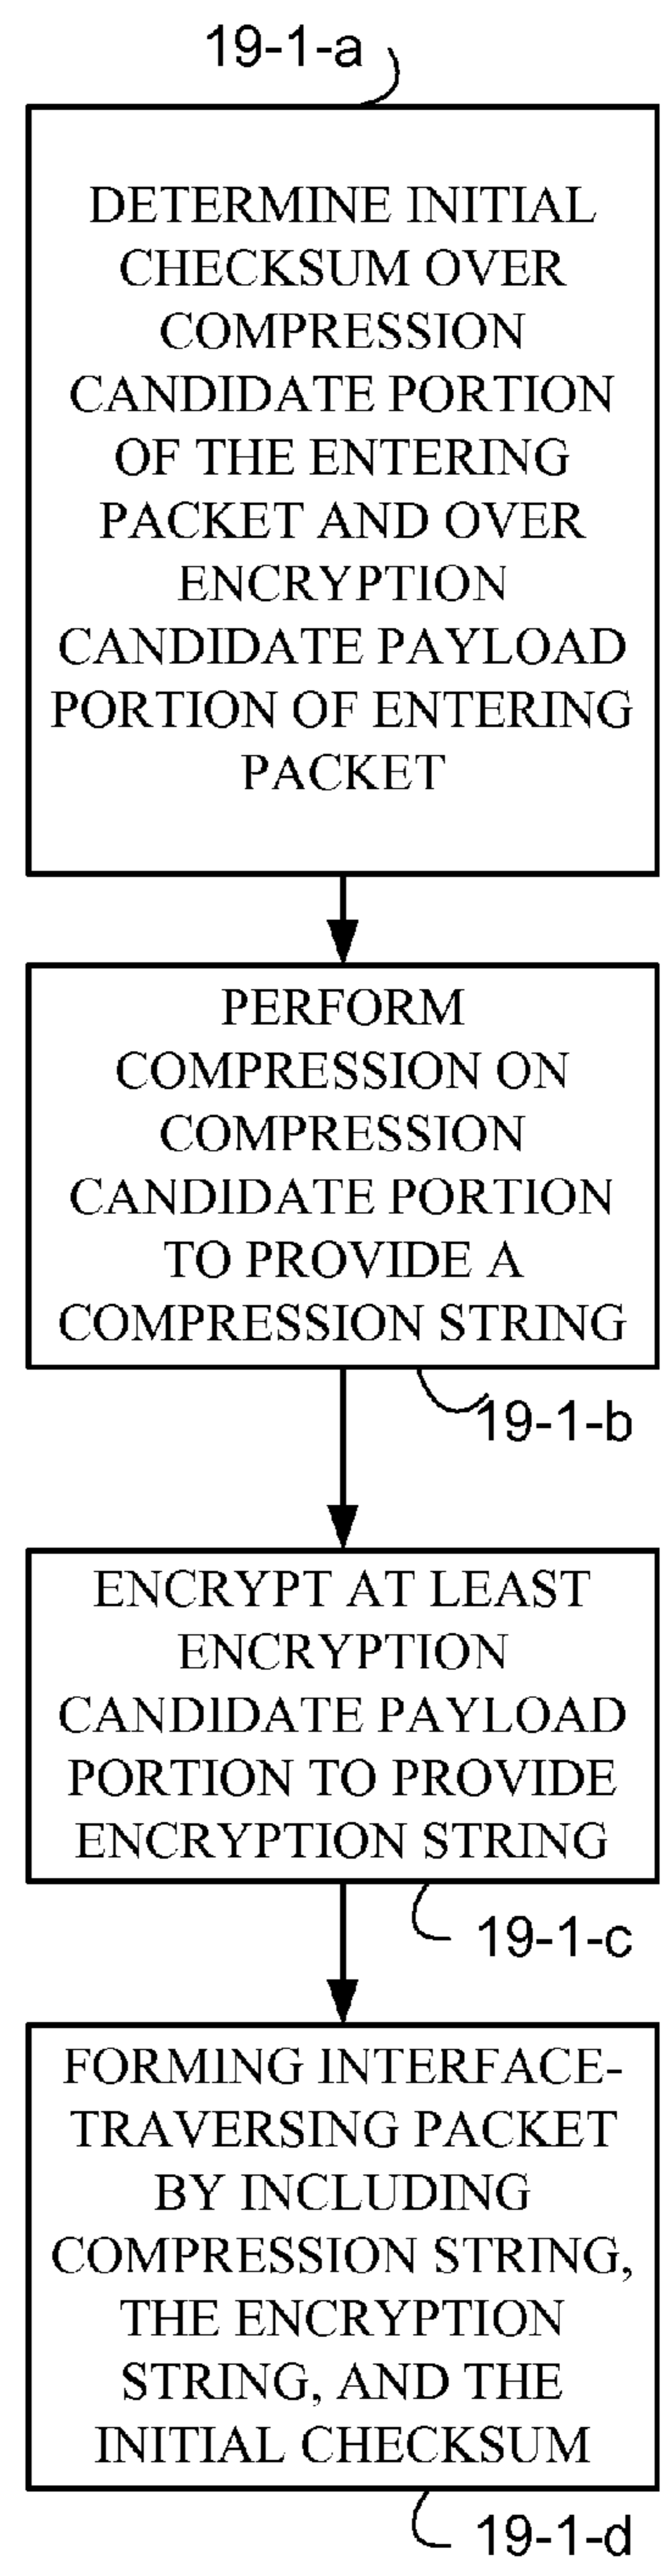 19-1-a
DETERMINE INITIAL
CHECKSUM OVER
COMPRESSION
CANDIDATE PORTION
OF THE ENTERING
PACKET AND OVER
ENCRYPTION
CANDIDATE PAYLOAD
PORTION OF ENTERING
PACKET
PERFORM
COMPRESSION ON
COMPRESSION
CANDIDATE PORTION
TO PROVIDE A
COMPRESSION STRING
19-1-b
ENCRYPT AT LEAST
ENCRYPTION
CANDIDATE PAYLOAD
PORTION TO PROVIDE
ENCRYPTION STRING
19-1-c
FORMING INTERFACE-
TRAVERSING PACKET
BY INCLUDING
COMPRESSION STRING,
THE ENCRYPTION
STRING, AND THE
INITIAL CHECKSUM
19-1-d